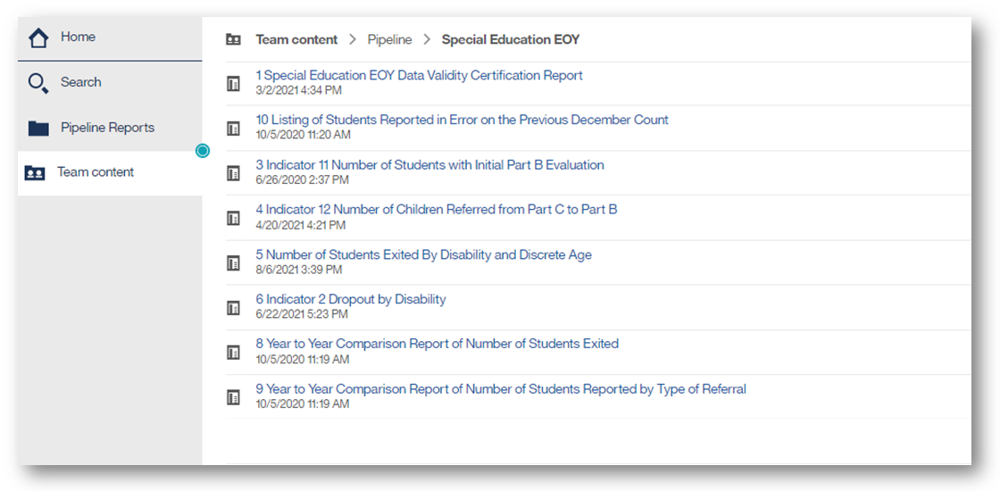 Home
Search
Pipeline Reports
Team content
Team content > Pipeline > Special Education EOY
1 Special Education EOY Data Validity Certification Report
3/2/2021 4:34 PM
10 Listing of Students Reported in Error on the Previous December Count
10/5/2020 11:20 AM
3 Indicator 11 Number of Students with Initial Part B Evaluation
6/26/2020 2:37 PM
4 Indicator 12 Number of Children Referred from Part C to Part B
4/20/2021 4:21 PM
5 Number of Students Exited By Disability and Discrete Age
8/6/2021 3:39 PM
6 Indicator 2 Dropout by Disability
6/22/2021 5:23 PM
8 Year to Year Comparison Report of Number of Students Exited
10/5/2020 11:19 AM
9 Year to Year Comparison Report of Number of Students Reported by Type of Referral
10/5/2020 11:19 AM